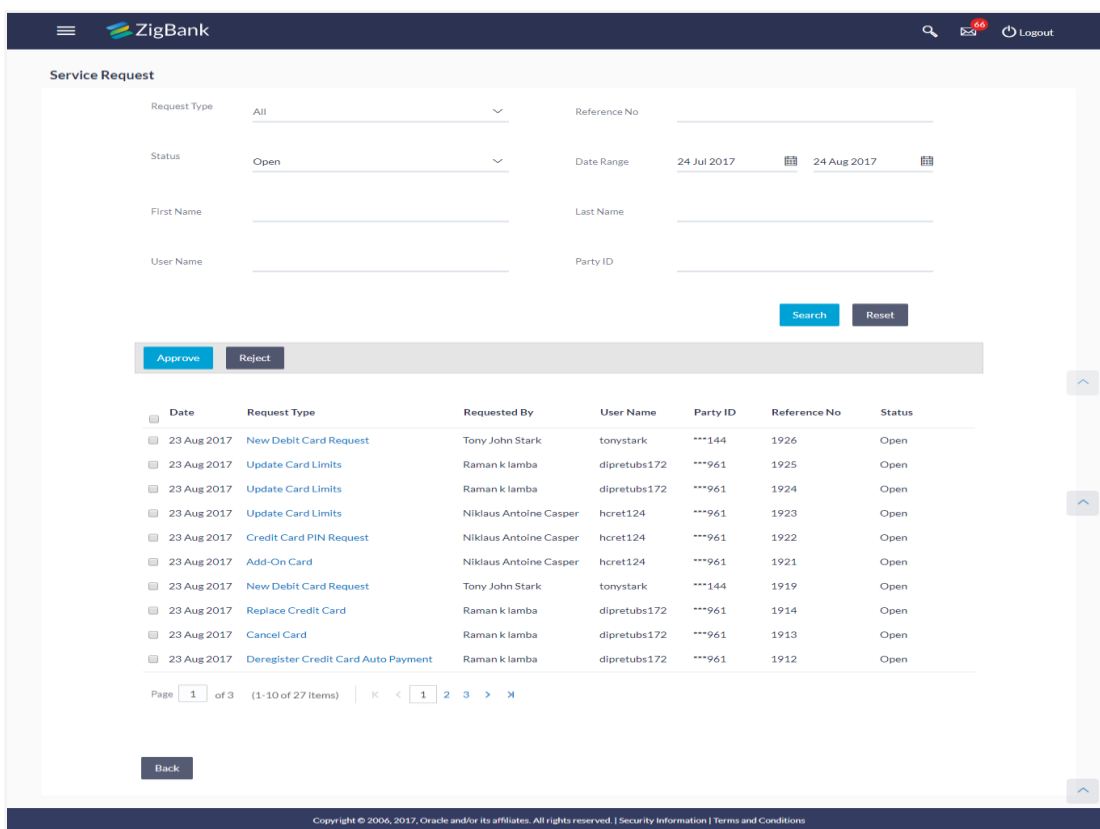 ZigBank 66 Logout
Service Request
Request Type All Reference No
Status Open Date Range 24 Jul 2017 24 Aug 2017
First Name Last Name
User Name Party ID
Search Reset
Approve Reject
Date Request Type Requested By User Name Party ID Reference No Status
23 Aug 2017 New Debit Card Request Tony John Stark tonystark ***144 1926 Open
23 Aug 2017 Update Card Limits Raman k lamba dipretubs172 ***961 1925 Open
23 Aug 2017 Update Card Limits Raman k lamba dipretubs172 ***961 1924 Open
23 Aug 2017 Update Card Limits Niklaus Antoine Casper hcret124 ***961 1923 Open
23 Aug 2017 Credit Card PIN Request Niklaus Antoine Casper hcret124 ***961 1922 Open
23 Aug 2017 Add-On Card Niklaus Antoine Casper hcret124 ***961 1921 Open
23 Aug 2017 New Debit Card Request Tony John Stark tonystark ***144 1919 Open
23 Aug 2017 Replace Credit Card Raman k lamba dipretubs172 ***961 1914 Open
23 Aug 2017 Cancel Card Raman k lamba dipretubs172 ***961 1913 Open
23 Aug 2017 Deregister Credit Card Auto Payment Raman k lamba dipretubs172 ***961 1912 Open
Page 1 of 3 (1-10 of 27 items) K < 1 2 3 > >|
Back
Copyright © 2006, 2017, Oracle and/or its affiliates. All rights reserved. | Security Information | Terms and Conditions